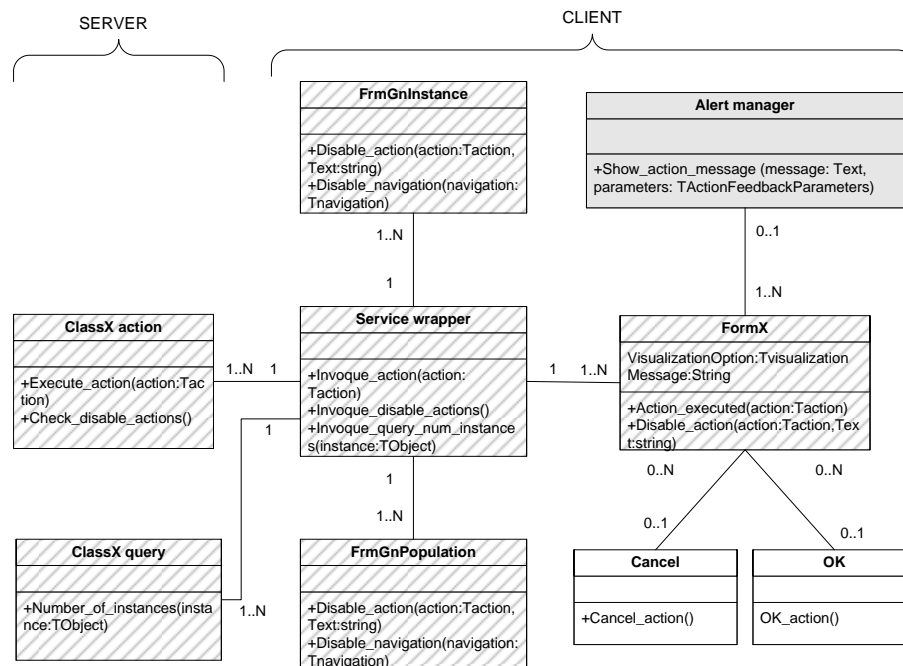 SERVER
CLIENT
FrmGnInstance
+Disable_action(action:Taction,
Text:string)
+Disable_navigation(navigation:
Tnavigation)
Alert manager
+Show_action_message (message: Text,
parameters: TActionFeedbackParameters)
1..N
1
0..1
1..N
ClassX action
+Execute_action(action:Tac
tion)
+Check_disable_actions()
1..N
1
Service wrapper
+Invoque_action(action:
Taction)
+Invoque_disable_actions()
+Invoque_query_num_instanc
es(instance:TObject)
1
1..N
FormX
VisualizationOption:Tvisualization
Message:String
+Action_executed(action:Taction)
+Disable_action(action:Taction,Tex
t:string)
1
1
1..N
0..N
0..N
0..1
0..1
ClassX query
+Number_of_instances(insta
nce:TObject)
1..N
FrmGnPopulation
+Disable_action(action:Taction,
Text:string)
+Disable_navigation(navigation:
Tnavigation)
Cancel
+Cancel_action()
OK
OK_action()